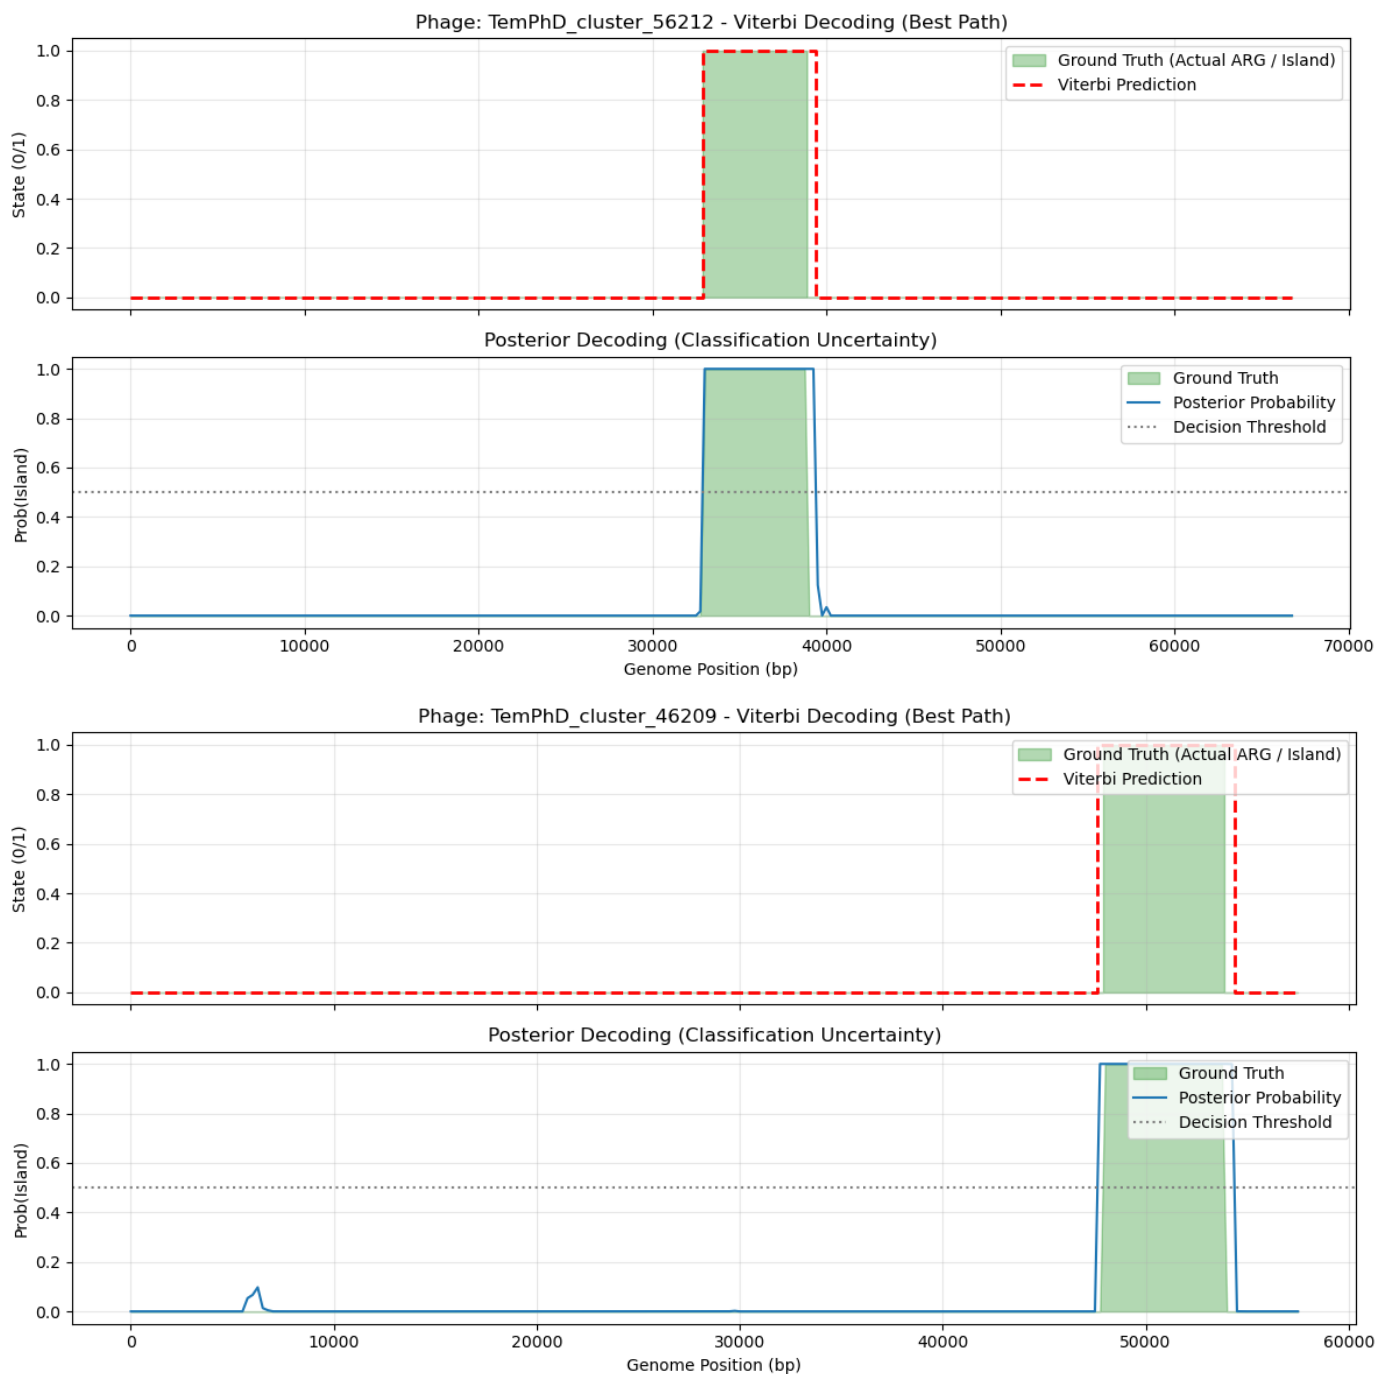 Phage: TemPhD_cluster_56212 - Viterbi Decoding (Best Path)
1.0
0.8
0.6
0.4
0.2
0.0
State (0/1)
Ground Truth (Actual ARG / Island)
Viterbi Prediction
Posterior Decoding (Classification Uncertainty)
1.0
0.8
0.6
0.4
0.2
0.0
Prob(Island)
Ground Truth
Posterior Probability
Decision Threshold
0 10000 20000 30000 40000 50000 60000 70000
Genome Position (bp)
Phage: TemPhD_cluster_46209 - Viterbi Decoding (Best Path)
1.0
0.8
0.6
0.4
0.2
0.0
State (0/1)
Ground Truth (Actual ARG / Island)
Viterbi Prediction
Posterior Decoding (Classification Uncertainty)
1.0
0.8
0.6
0.4
0.2
0.0
Prob(Island)
Ground Truth
Posterior Probability
Decision Threshold
0 10000 20000 30000 40000 50000 60000
Genome Position (bp)